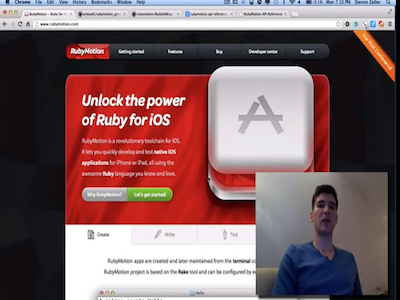 Chrome File Edit View History Bookmarks Window Help
Mon 7:33 PM Steven Zeiler
RubyMotion – Ruby for iO
RubyMotion API Reference
www.rubymotion.com
RubyMotion Getting started Features Buy Developer center Support
Unlock the power
of Ruby for iOS
RubyMotion is a revolutionary toolchain for iOS.
It lets you quickly develop and test native iOS
applications for iPhone or iPad, all using the
awesome Ruby language you know and love.
Why RubyMotion? Let's get started!
Create Write Test
RubyMotion apps are created and later maintained from the terminal
RubyMotion project is based on the Rake tool and can be configured by
Hello